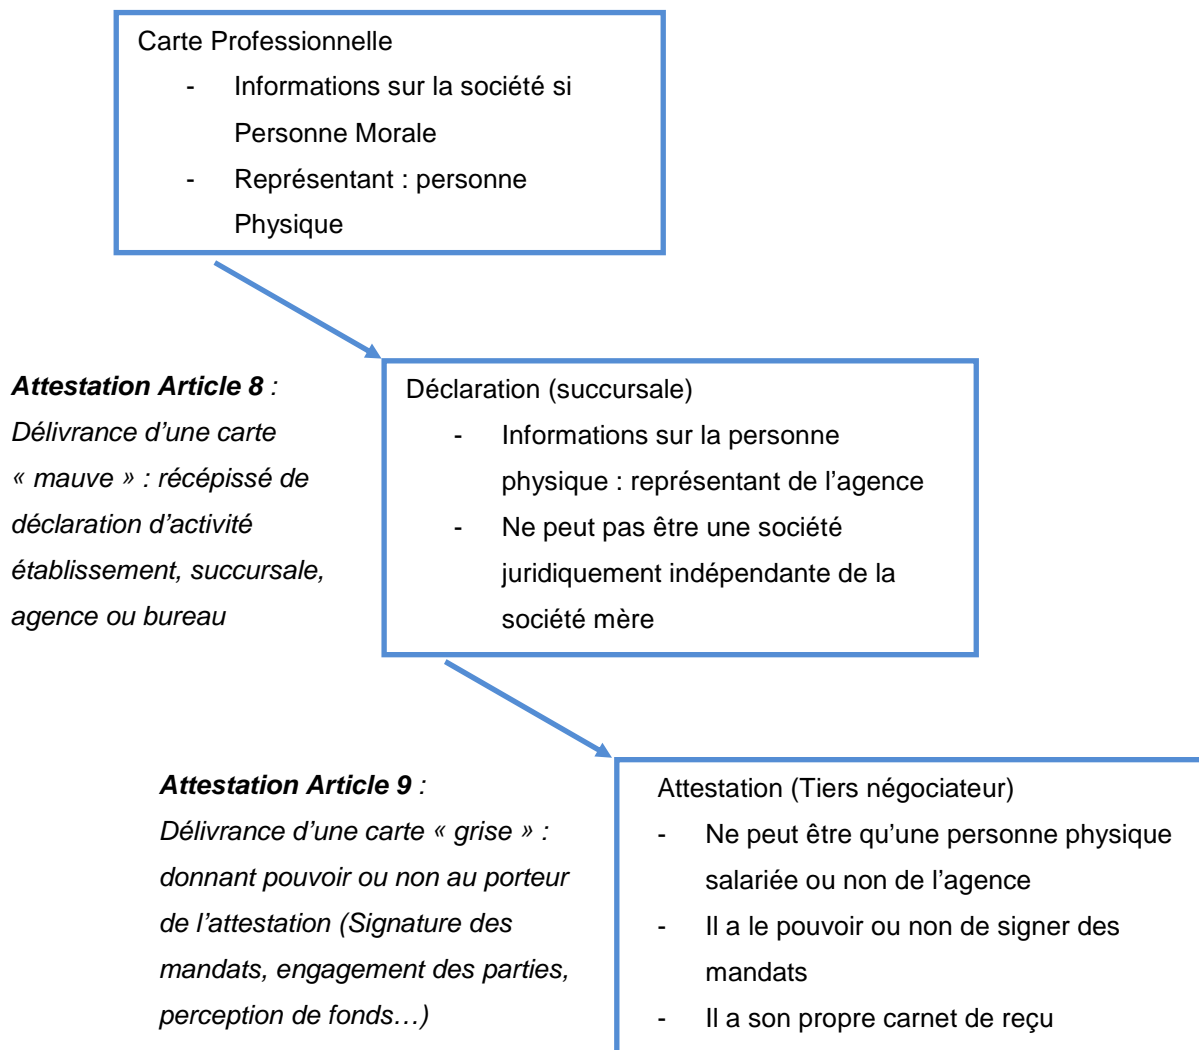 Carte Professionnelle
- Informations sur la société si
Personne Morale
- Représentant : personne
Physique
Attestation Article 8 :
Délivrance d’une carte
« mauve » : récépissé de
déclaration d’activité
établissement, succursale,
agence ou bureau
Déclaration (succursale)
- Informations sur la personne
physique : représentant de l’agence
- Ne peut pas être une société
juridiquement indépendante de la
société mère
Attestation Article 9 :
Délivrance d’une carte « grise » :
donnant pouvoir ou non au porteur
de l’attestation (Signature des
mandats, engagement des parties,
perception de fonds…)
Attestation (Tiers négociateur)
- Ne peut être qu’une personne physique
salariée ou non de l’agence
- Il a le pouvoir ou non de signer des
mandats
- Il a son propre carnet de reçu